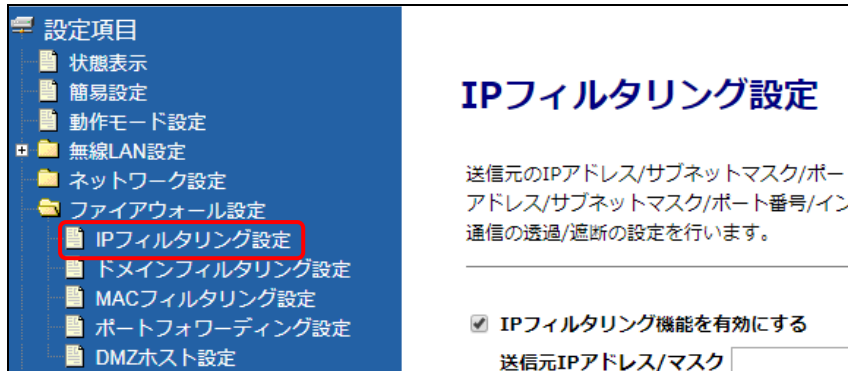 設定項目
状態表示
簡易設定
動作モード設定
無線LAN設定
ネットワーク設定
ファイアウォール設定
IPフィルタリング設定
ドメインフィルタリング設定
MACフィルタリング設定
ポートフォワーディング設定
DMZホスト設定
IPフィルタリング設定
送信元のIPアドレス/サブネットマスク/ポー
アドレス/サブネットマスク/ポート番号/イン
通信の透過/遮断の設定を行います。
IPフィルタリング機能を有効にする
送信元IPアドレス/マスク